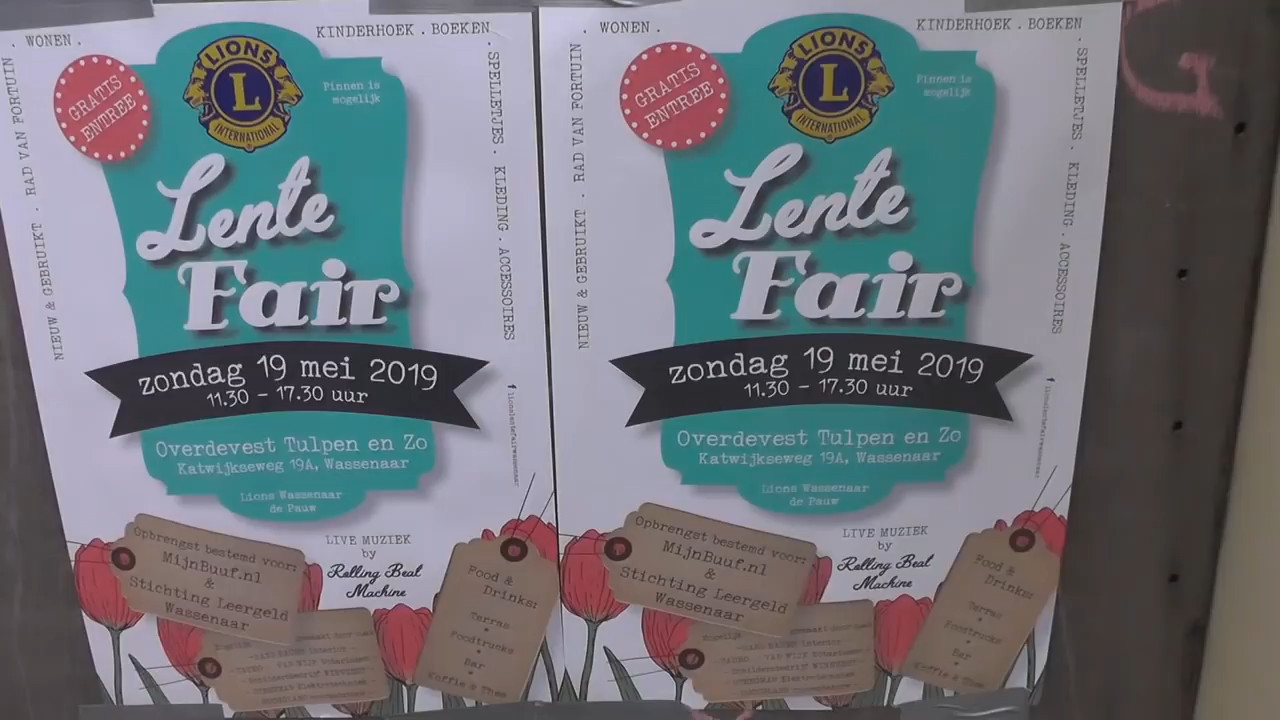 . WONEN .
KINDERHOEK . BOEKEN
. SPELLETJES . KLEDING . ACCESSOIRES
NIEUW & GEBRUIKT . RAD VAN FORTUIN
GRATIS
ENTREE
LIONS
L
INTERNATIONAL
Pinnen is
mogelijk
Lente
Fair
zondag 19 mei 2019
11.30 - 17.30 uur
Overdevest Tulpen en Zo
Katwijkseweg 19A, Wassenaar
Lions Wassenaar
de Pauw
lionslentefairwassenaar
Opbrengst bestemd voor:
MijnBuuf.nl
&
Stichting Leergeld
Wassenaar
LIVE MUZIEK
by
Rolling Beat
Machine
Food &
Drinks:
Terras
Foodtrucks
Bar
Koffie & Thee
. WONEN .
KINDERHOEK . BOEKEN
. SPELLETJES . KLEDING . ACCESSOIRES
NIEUW & GEBRUIKT . RAD VAN FORTUIN
GRATIS
ENTREE
LIONS
L
INTERNATIONAL
Pinnen is
mogelijk
Lente
Fair
zondag 19 mei 2019
11.30 - 17.30 uur
Overdevest Tulpen en Zo
Katwijkseweg 19A, Wassenaar
Lions Wassenaar
de Pauw
lionslentefairwassenaar
Opbrengst bestemd voor:
MijnBuuf.nl
&
Stichting Leergeld
Wassenaar
LIVE MUZIEK
by
Rolling Beat
Machine
Food &
Drinks:
Terras
Foodtrucks
Bar
Koffie & Thee